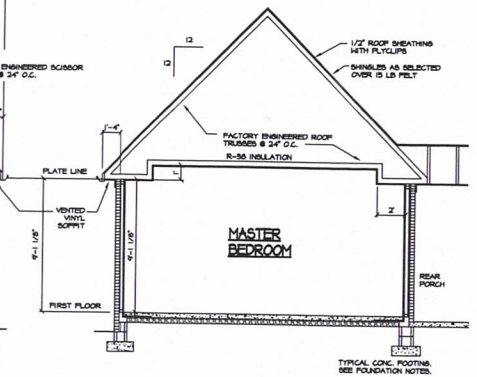 12
12
1/2" ROOF SHEATHING
WITH PLYCLIPS
ENGINEERED SCISSOR
@ 24" O.C.
SHINGLES AS SELECTED
OVER 15 LB FELT
1'-4"
FACTORY ENGINEERED ROOF
TRUSSES @ 24" O.C.
R-38 INSULATION
PLATE LINE
1'
VENTED
VINYL
SOFFIT
2'
9'-1 1/8"
9'-1 1/8"
MASTER
BEDROOM
REAR
PORCH
FIRST FLOOR
TYPICAL CONC. FOOTING.
SEE FOUNDATION NOTES.